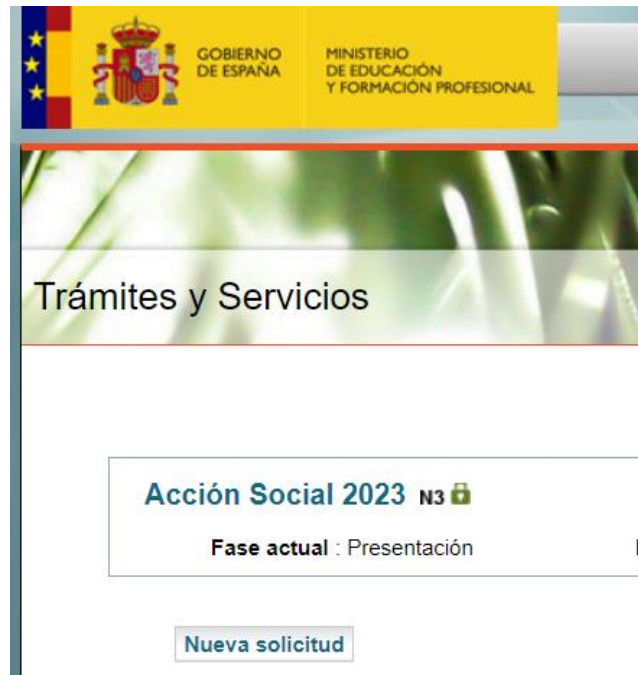 GOBIERNO
DE ESPAÑA
MINISTERIO
DE EDUCACIÓN
Y FORMACIÓN PROFESIONAL
Trámites y Servicios
Acción Social 2023 N3
Fase actual : Presentación
Nueva solicitud